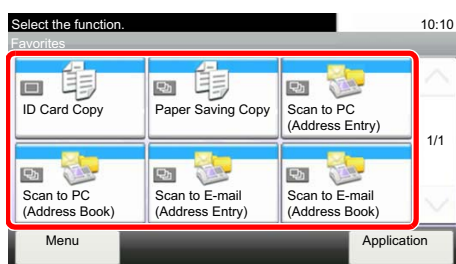 Select the function.
10:10
Favorites
ID Card Copy
Paper Saving Copy
Scan to PC
(Address Entry)
1/1
Scan to PC
(Address Book)
Scan to E-mail
(Address Entry)
Scan to E-mail
(Address Book)
Menu
Application